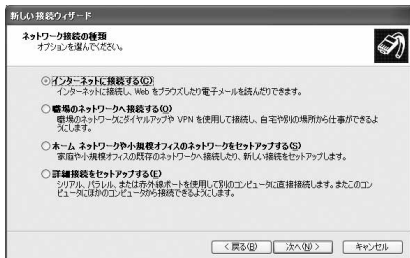 新しい接続ウィザード
ネットワーク接続の種類
オプションを選んでください。
インターネットに接続する(C)
インターネットに接続し、Web をブラウズしたり電子メールを読んだりできます。
職場のネットワークへ接続する(O)
職場のネットワークにダイヤルアップや VPN を使用して接続し、自宅や別の場所から仕事ができるよ
うにします。
ホーム ネットワークや小規模オフィスのネットワークをセットアップする(S)
家庭や小規模オフィスの既存のネットワークへ接続したり、新しい接続をセットアップします。
詳細接続をセットアップする(E)
シリアル、パラレル、または赤外線ポートを使用して別のコンピュータに直接接続します。またこのコン
ピュータにほかのコンピュータから接続できるようにします。
< 戻る(B) 次へ(N) > キャンセル